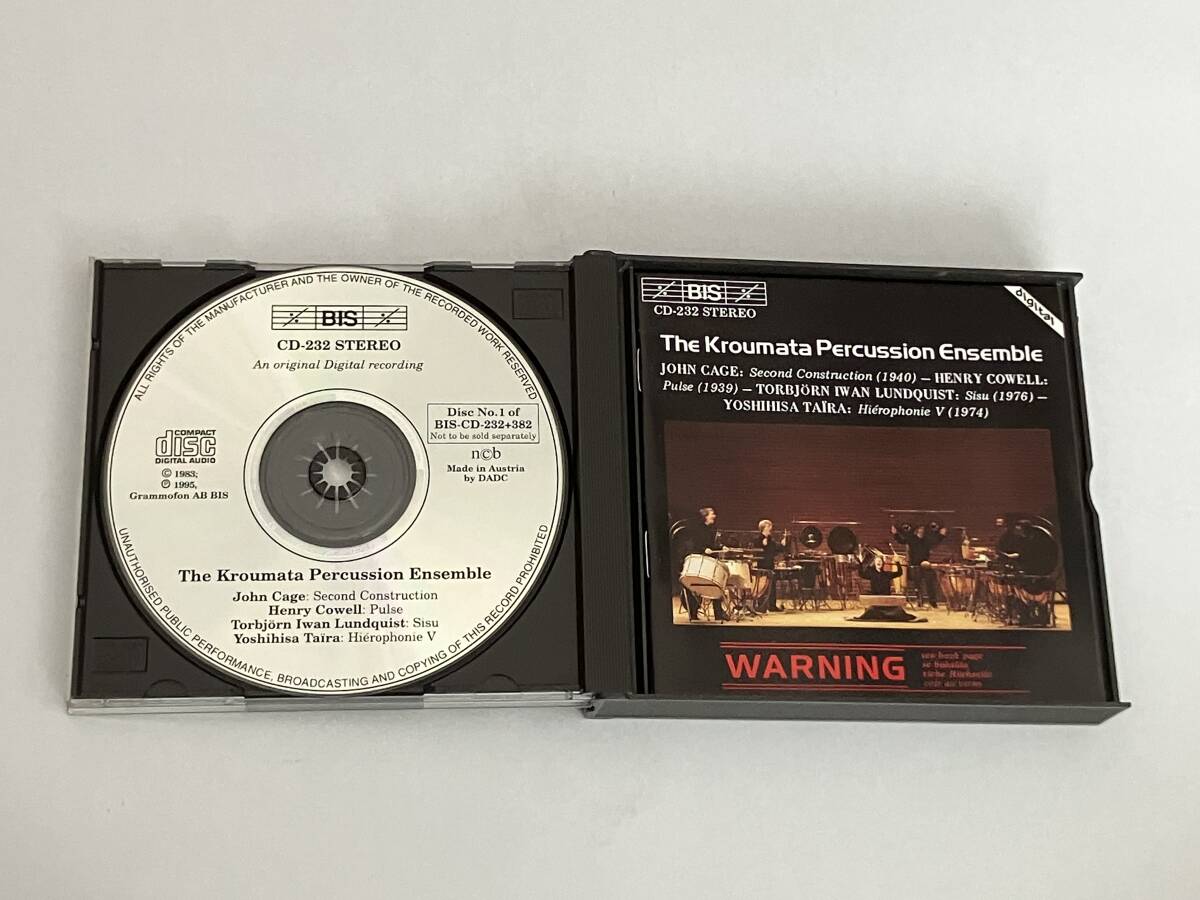 ALL RIGHTS OF THE MANUFACTURER AND THE OWNER OF THE RECORDED WORK RESERVED
BIS
CD-232 STEREO
An original Digital recording
Disc No.1 of
BIS-CD-232+382
Not to be sold separately
COMPACT
disc
DIGITAL AUDIO
n©b
Made in Austria
by DADC
© 1983;
℗ 1995,
Grammofon AB BIS
The Kroumata Percussion Ensemble
John Cage: Second Construction
Henry Cowell: Pulse
Torbjörn Iwan Lundquist: Sisu
Yoshihisa Taïra: Hiérophonie V
UNAUTHORISED PUBLIC PERFORMANCE, BROADCASTING AND COPYING OF THIS RECORD PROHIBITED
BIS
CD-232 STEREO
digital
The Kroumata Percussion Ensemble
JOHN CAGE: Second Construction (1940) — HENRY COWELL:
Pulse (1939) — TORBJÖRN IWAN LUNDQUIST: Sisu (1976) —
YOSHIHISA TAÏRA: Hiérophonie V (1974)
WARNING
see back page
se baksida
siehe Rückseite